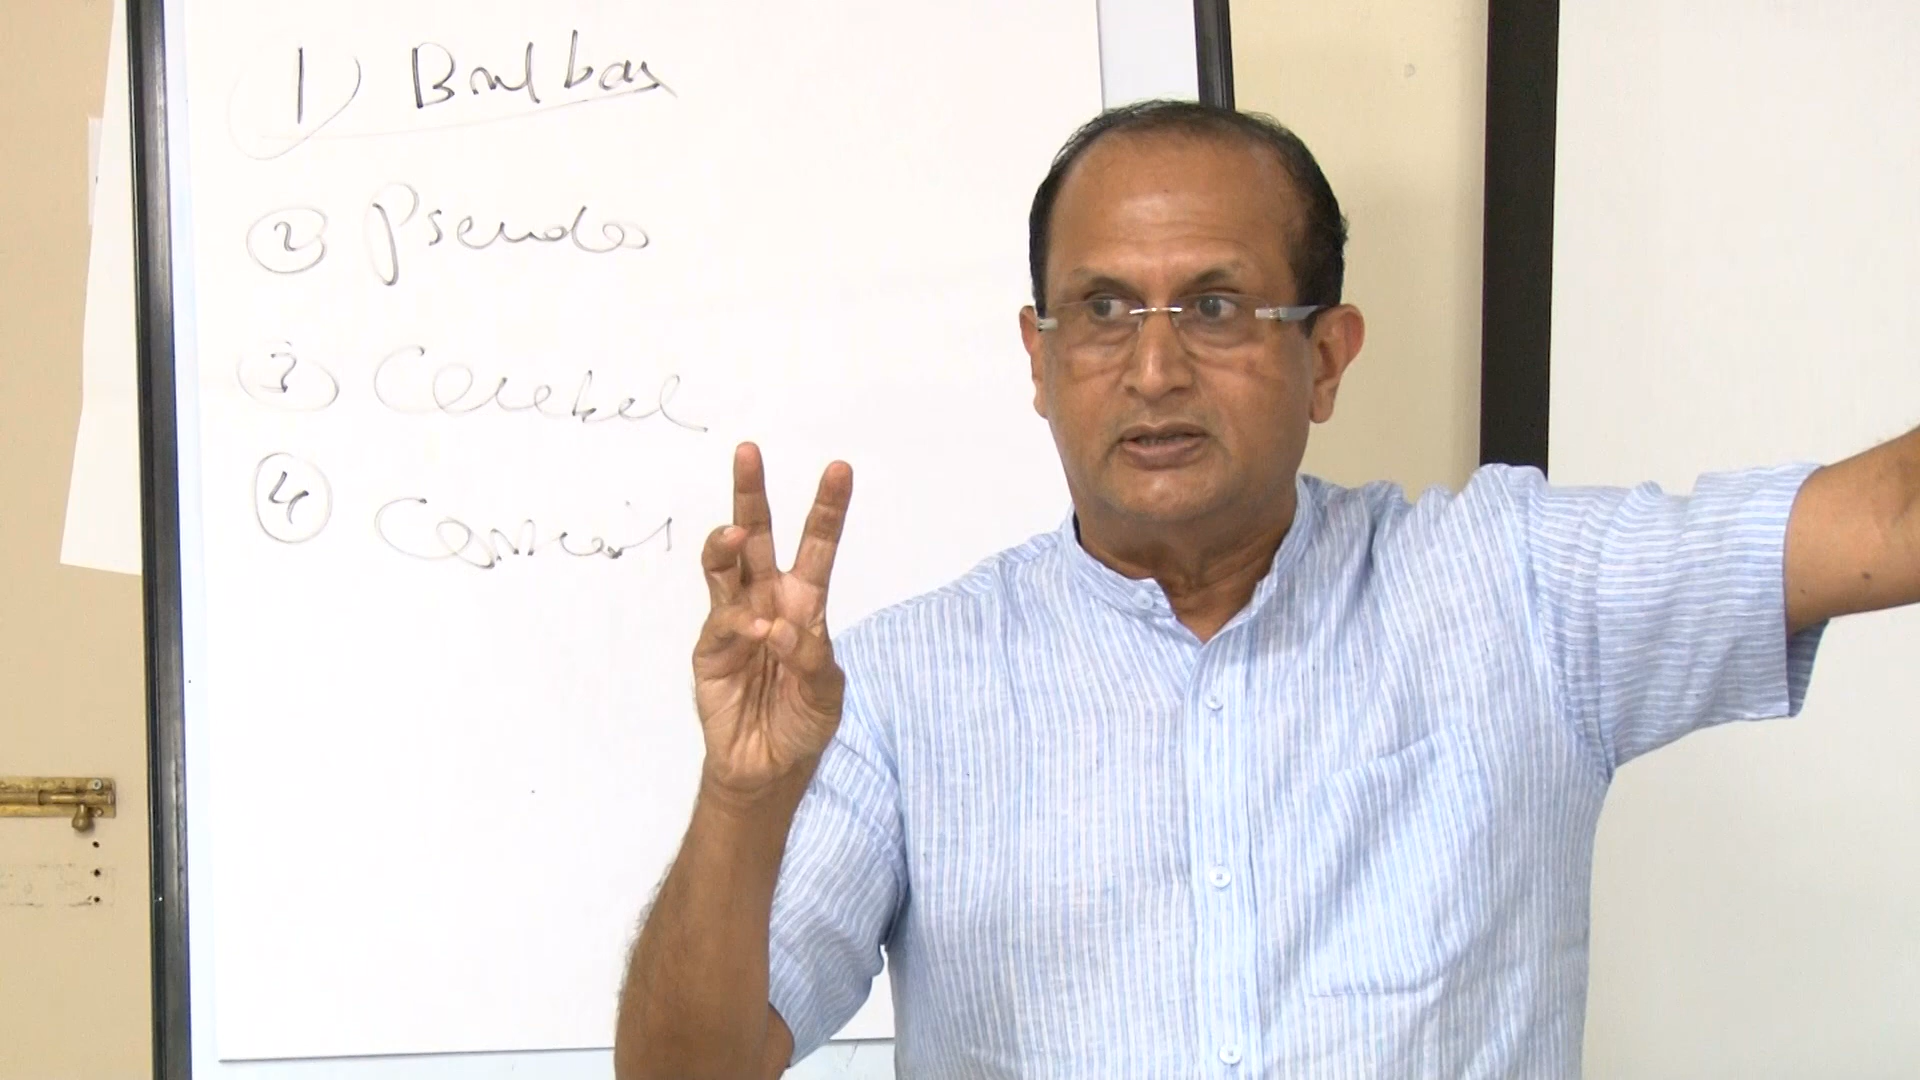 1) Bulbar
② Pseudo
③ Cerebel
④